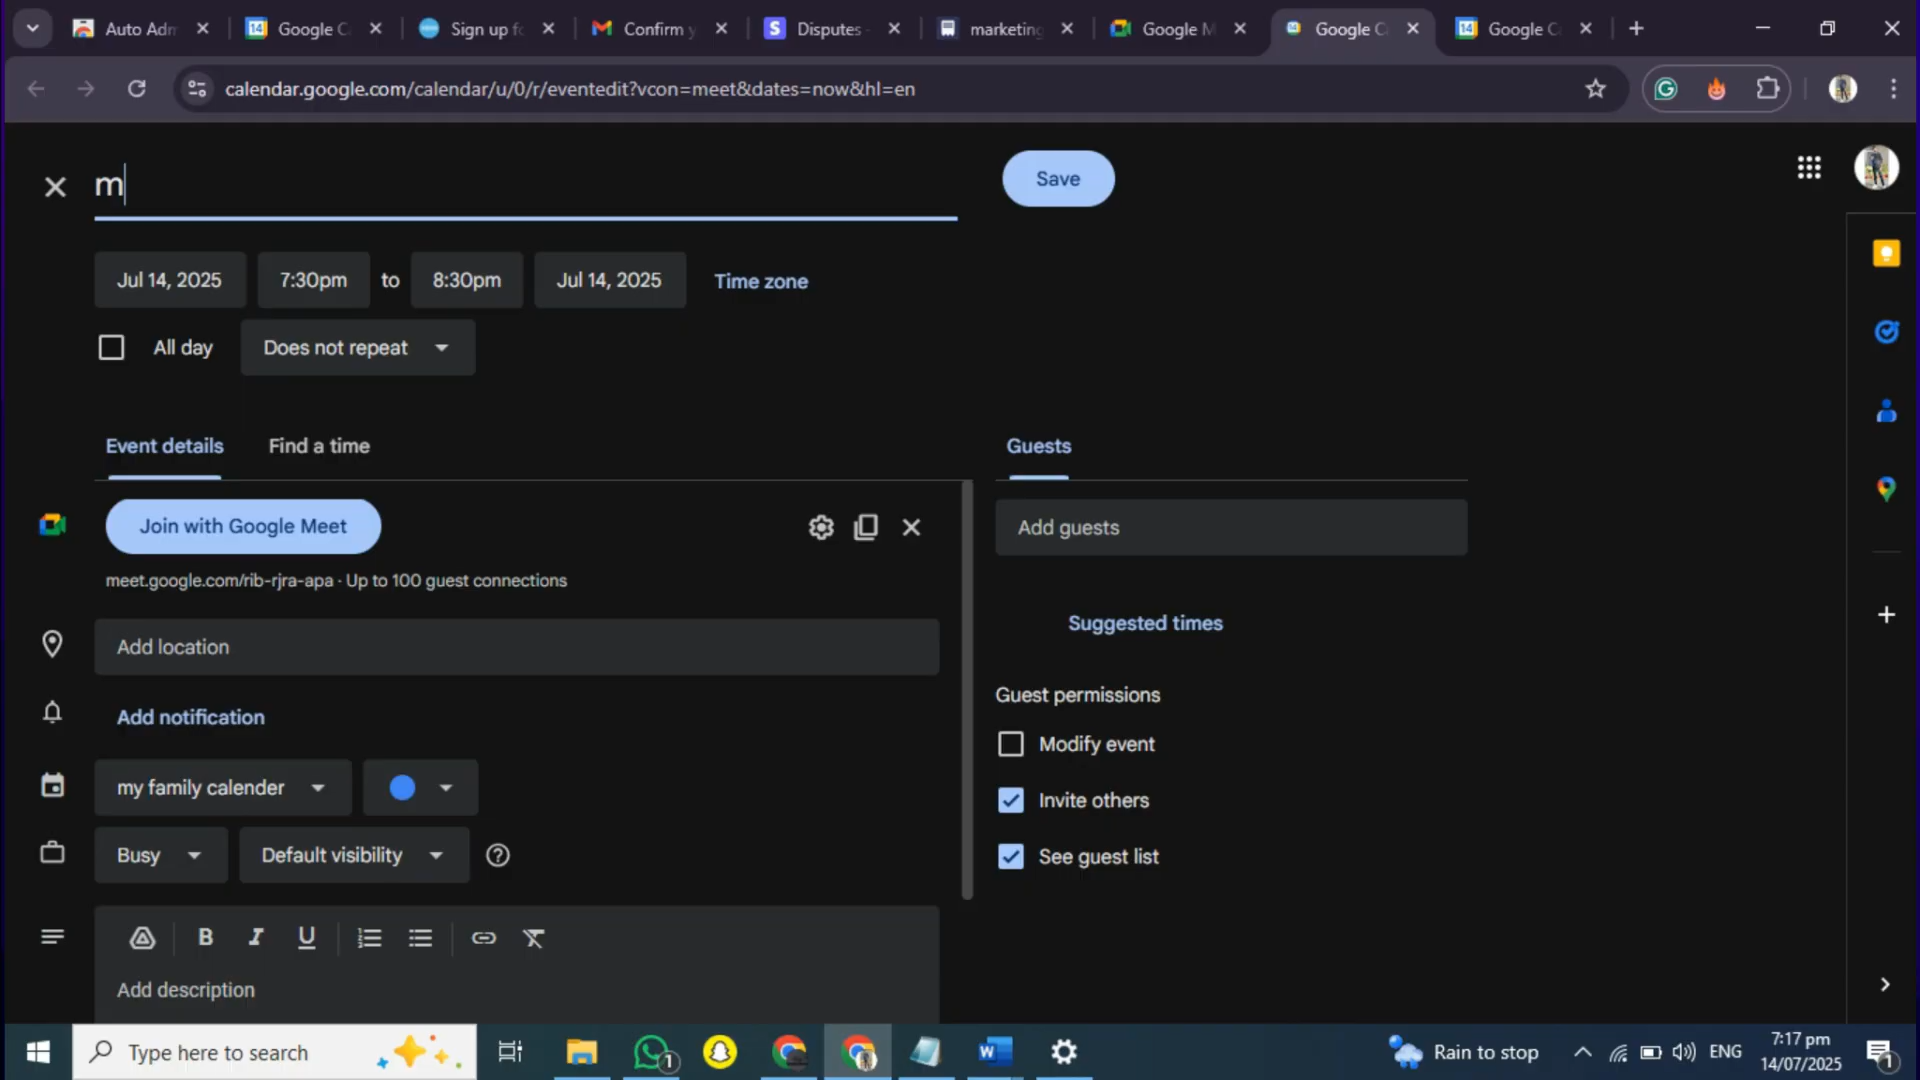 Auto Adm
Google C
Sign up fo
Confirm y
Disputes -
marketing
Google M
Google C
Google C
calendar.google.com/calendar/u/0/r/eventedit?vcon=meet&dates=now&hl=en
m
Save
Jul 14, 2025 7:30pm to 8:30pm Jul 14, 2025 Time zone
All day Does not repeat
Event details Find a time
Guests
Join with Google Meet
meet.google.com/rib-rjra-apa · Up to 100 guest connections
Add guests
Suggested times
Add location
Add notification
Guest permissions
Modify event
my family calender
Invite others
Busy Default visibility
See guest list
B I U
Add description
Type here to search
1
W
Rain to stop
ENG
7:17 pm
14/07/2025
1